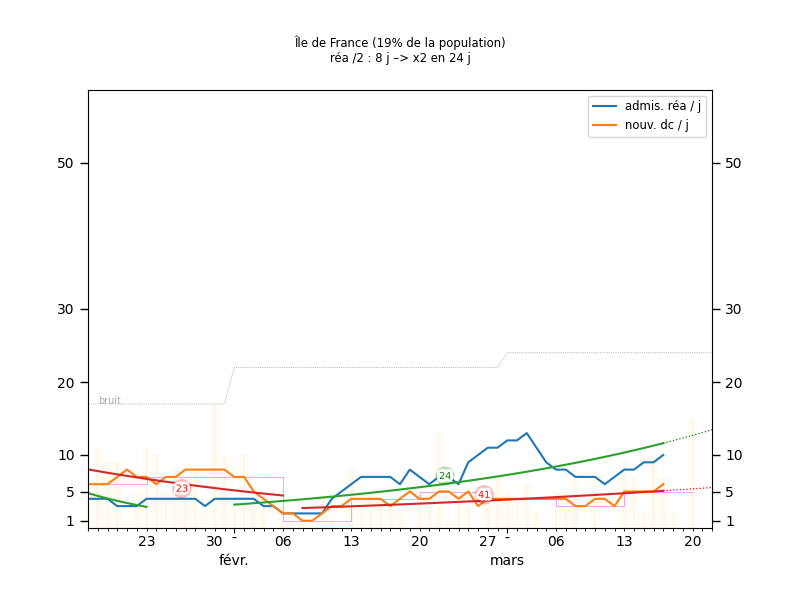 Île de France (19% de la population)
réa /2 : 8 j –> x2 en 24 j
admis. réa / j
nouv. dc / j
50 50
30 30
20 20
bruit
10 10
24
23
5 41 5
1 1
23 30 - 06 13 20 27 - 06 13 20
févr. mars